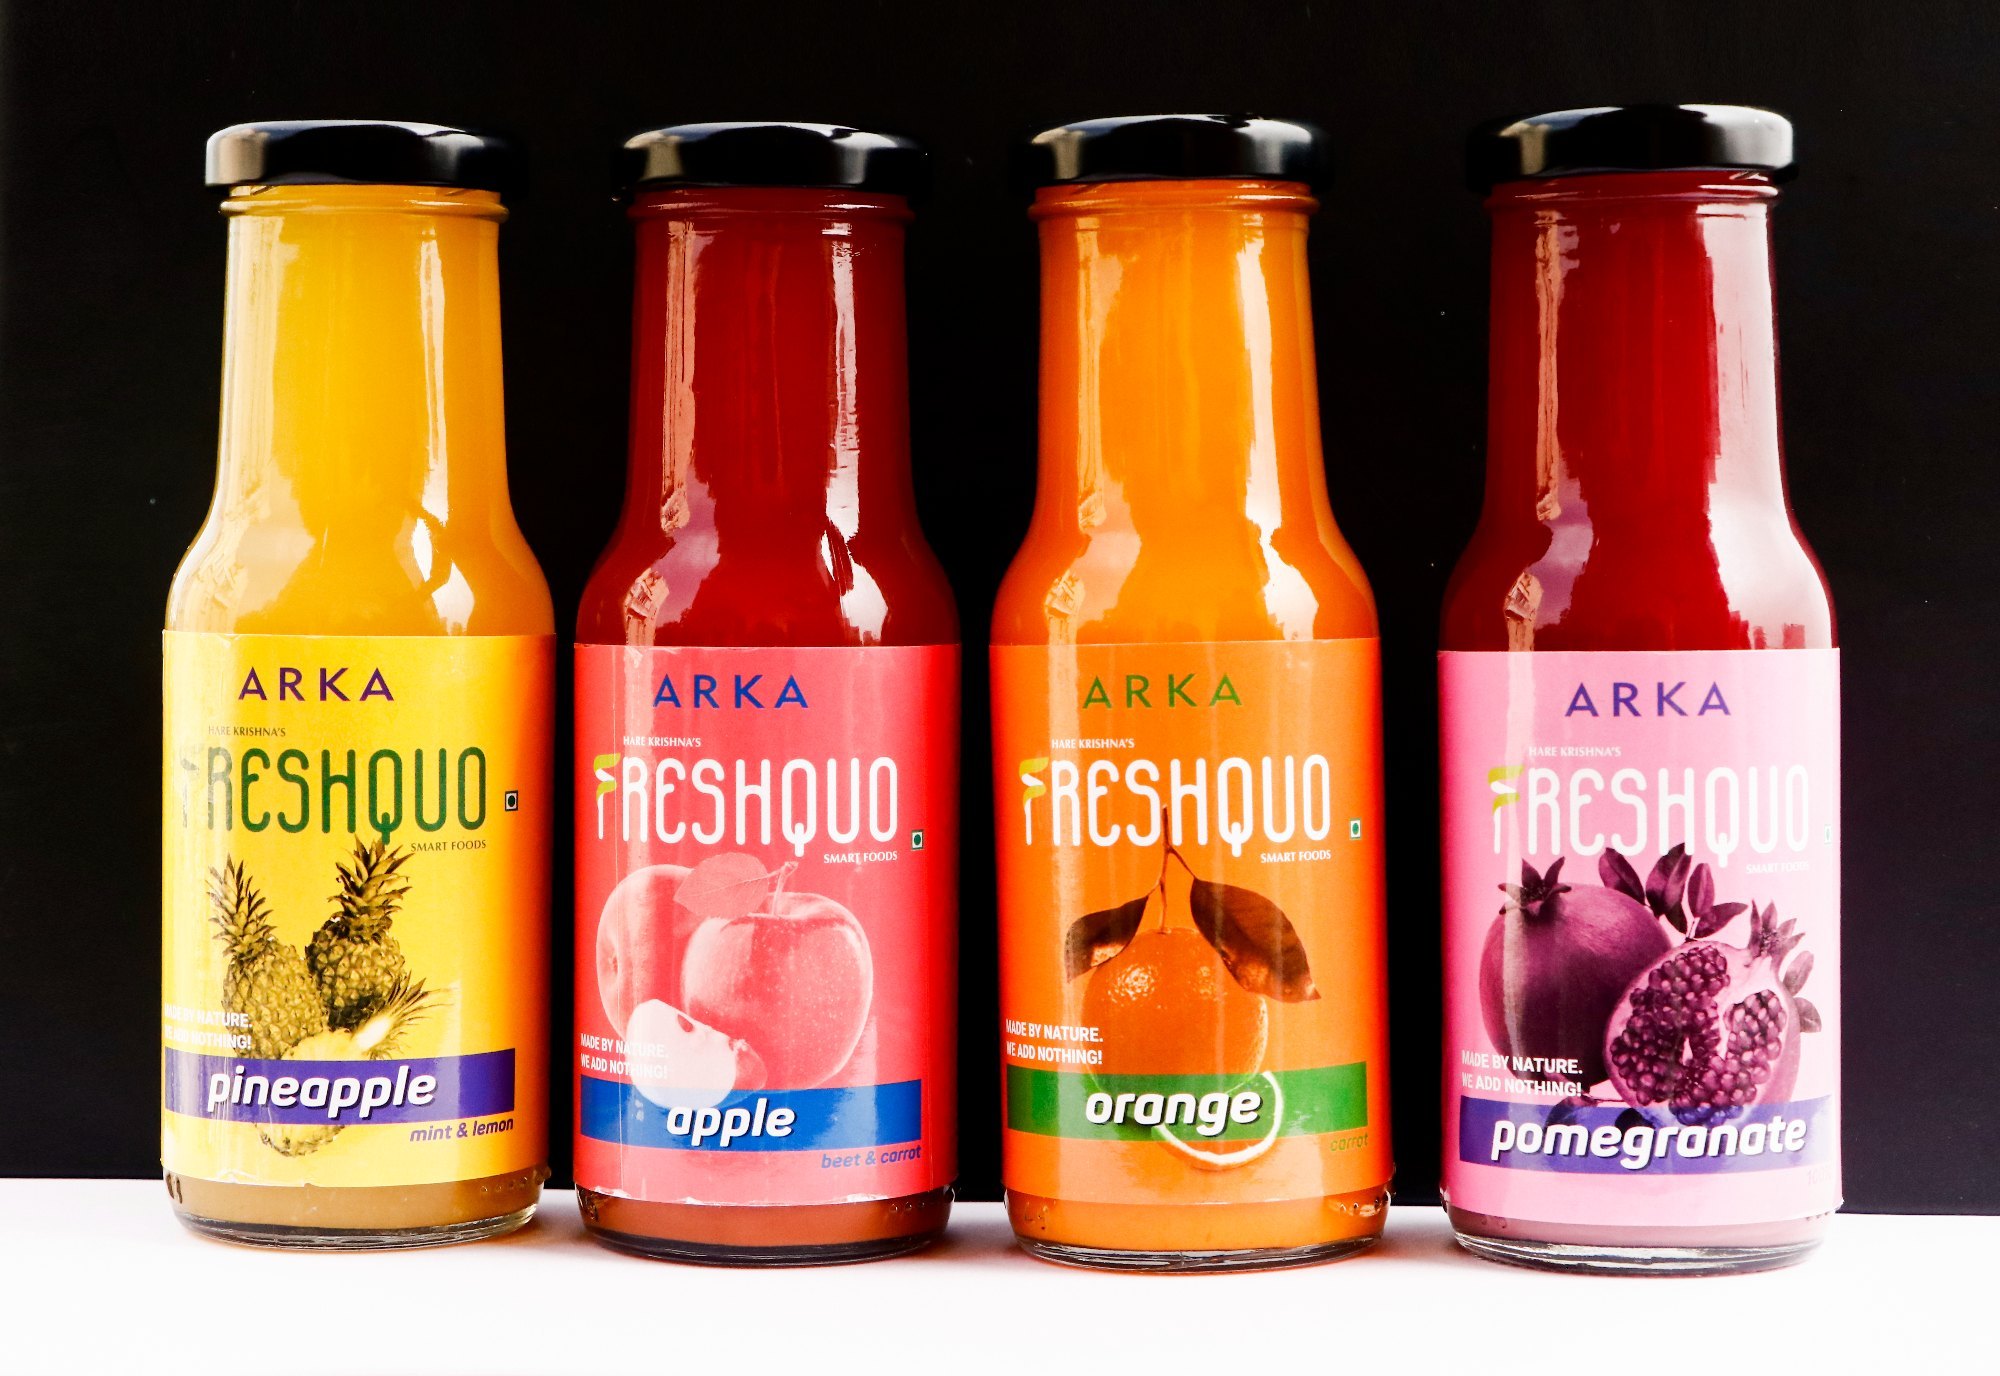 ARKA
HARE KRISHNA'S
FRESHQUO
SMART FOODS
MADE BY NATURE.
WE ADD NOTHING!
pineapple
mint & lemon
ARKA
HARE KRISHNA'S
FRESHQUO
SMART FOODS
MADE BY NATURE.
WE ADD NOTHING!
apple
beet & carrot
ARKA
HARE KRISHNA'S
FRESHQUO
SMART FOODS
MADE BY NATURE.
WE ADD NOTHING!
orange
carrot
ARKA
HARE KRISHNA'S
FRESHQUO
SMART FOODS
MADE BY NATURE.
WE ADD NOTHING!
pomegranate